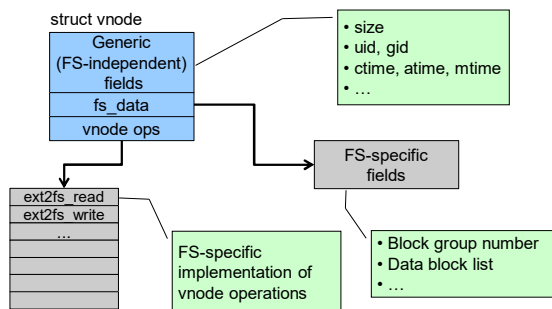 struct vnode
Generic
(FS-independent)
fields
fs_data
vnode ops
• size
• uid, gid
• ctime, atime, mtime
• …
FS-specific
fields
ext2fs_read
ext2fs_write
…
FS-specific
implementation of
vnode operations
• Block group number
• Data block list
• …